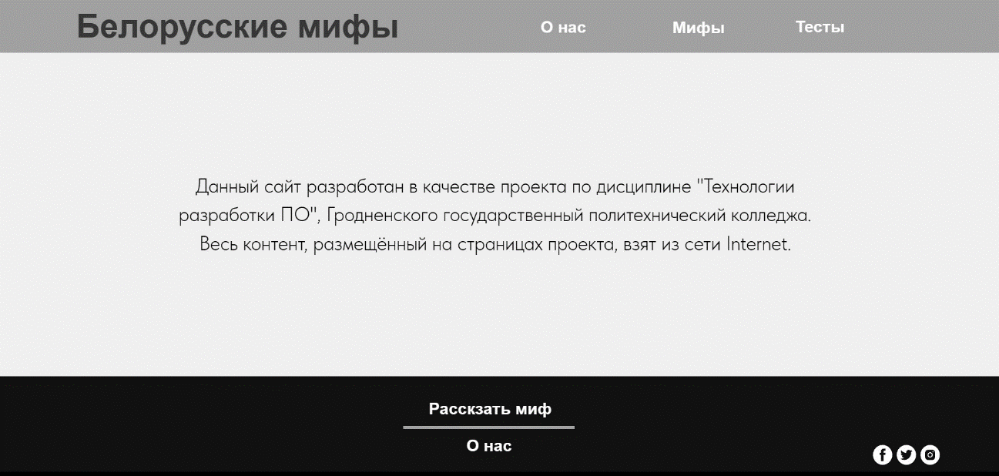 Белорусские мифы
О нас
Мифы
Тесты
Данный сайт разработан в качестве проекта по дисциплине "Технологии
разработки ПО", Гродненского государственный политехнический колледжа.
Весь контент, размещённый на страницах проекта, взят из сети Internet.
Расскзать миф
О нас